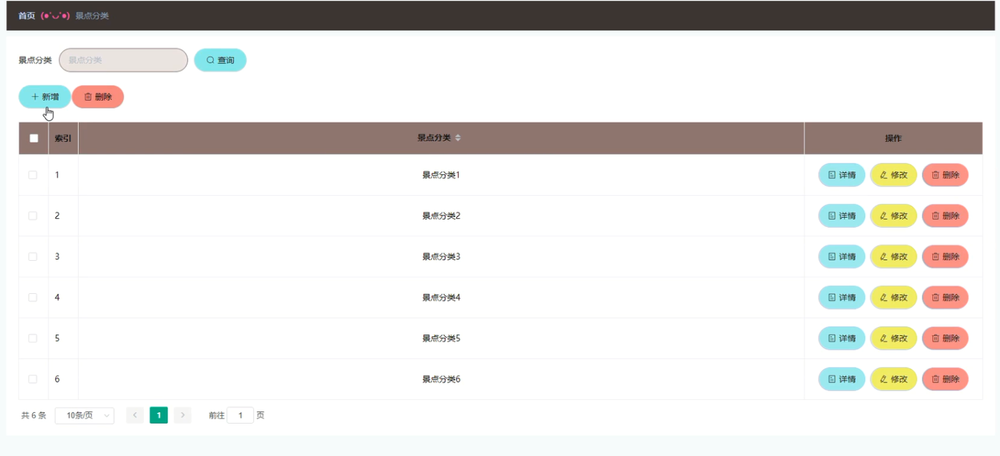 首页 (●'◡'●) 景点分类
景点分类 景点分类 查询
新增 删除
索引 景点分类 操作
1 景点分类1 详情 修改 删除
2 景点分类2 详情 修改 删除
3 景点分类3 详情 修改 删除
4 景点分类4 详情 修改 删除
5 景点分类5 详情 修改 删除
6 景点分类6 详情 修改 删除
共 6 条 10条/页 1 前往 1 页